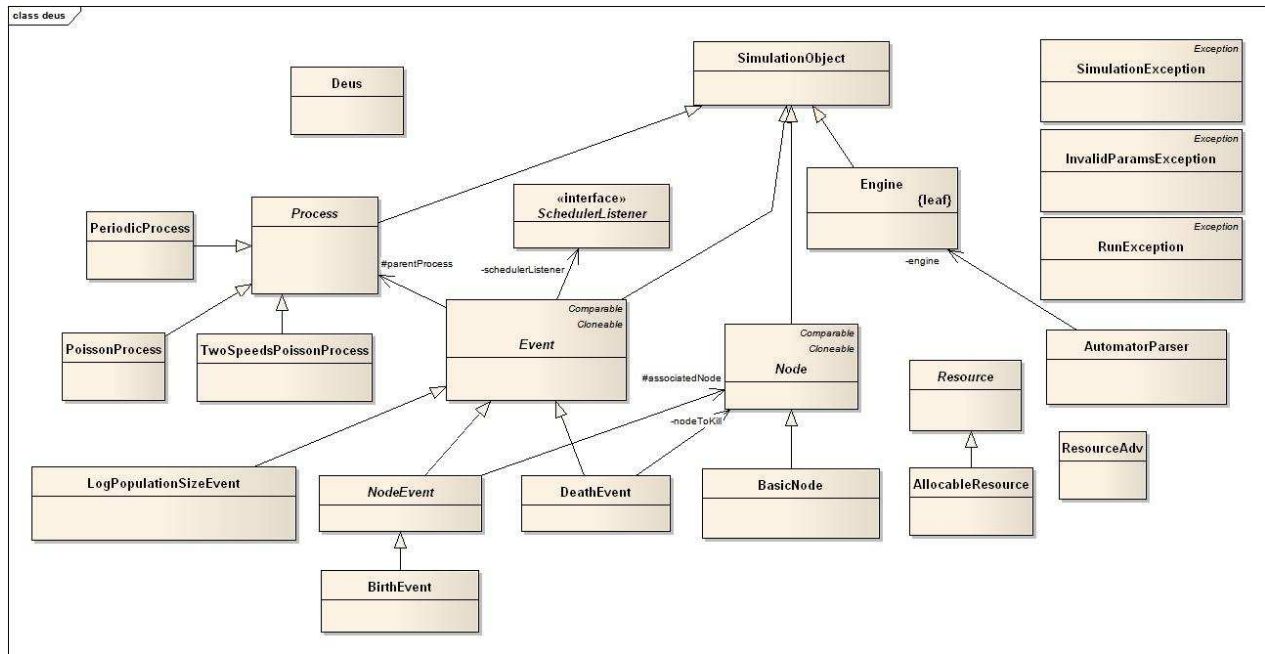 class deus
SimulationObject
Exception
SimulationException
Deus
Exception
InvalidParamsException
Engine
{leaf}
«interface»
SchedulerListener
Process
PeriodicProcess
Exception
RunException
#parentProcess
-schedulerListener
-engine
Comparable
Cloneable
Event
Comparable
Cloneable
Node
PoissonProcess
TwoSpeedsPoissonProcess
AutomatorParser
#associatedNode
Resource
-nodeToKill
ResourceAdv
LogPopulationSizeEvent
NodeEvent
DeathEvent
BasicNode
AllocableResource
BirthEvent